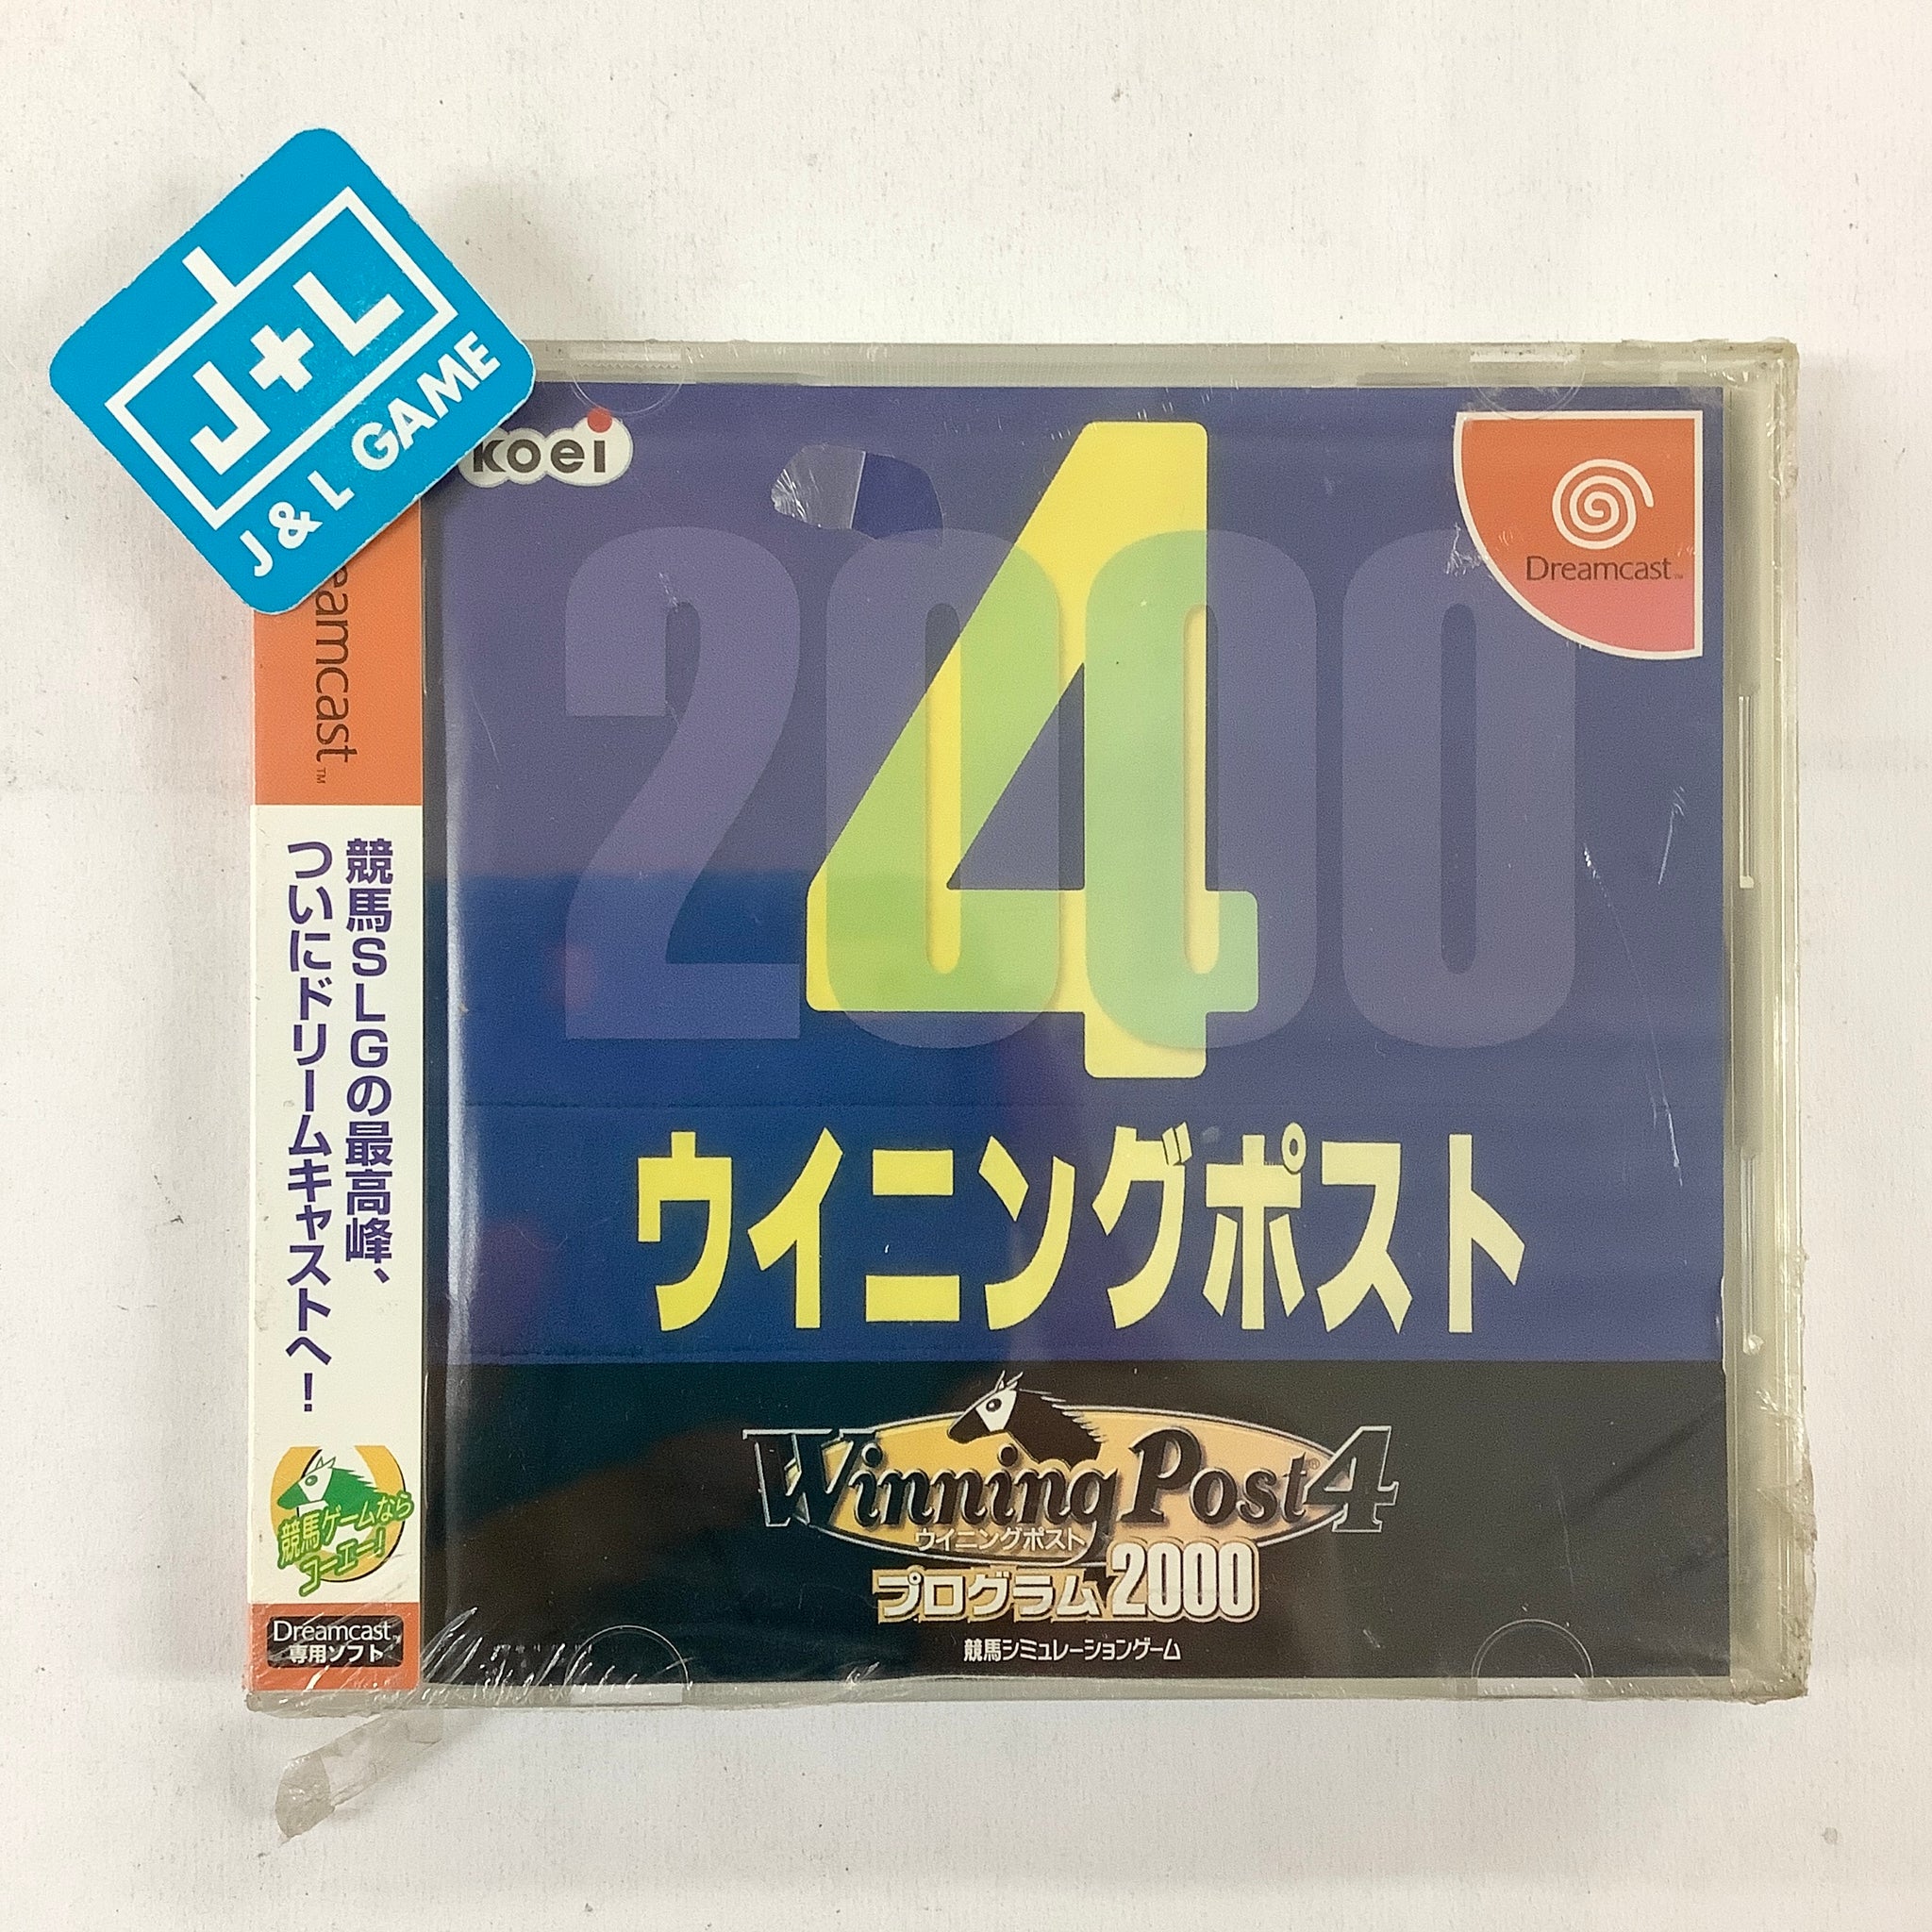 J+L
J & L GAME
koei
4
2000
Dreamcast™
eamcast™
競馬SLGの最高峰、
ついにドリームキャストへ!
競馬ゲームなら
コーエー!
Dreamcast™
専用ソフト
ウイニングポスト
Winning Post® 4
ウイニングポスト
プログラム2000
競馬シミュレーションゲーム